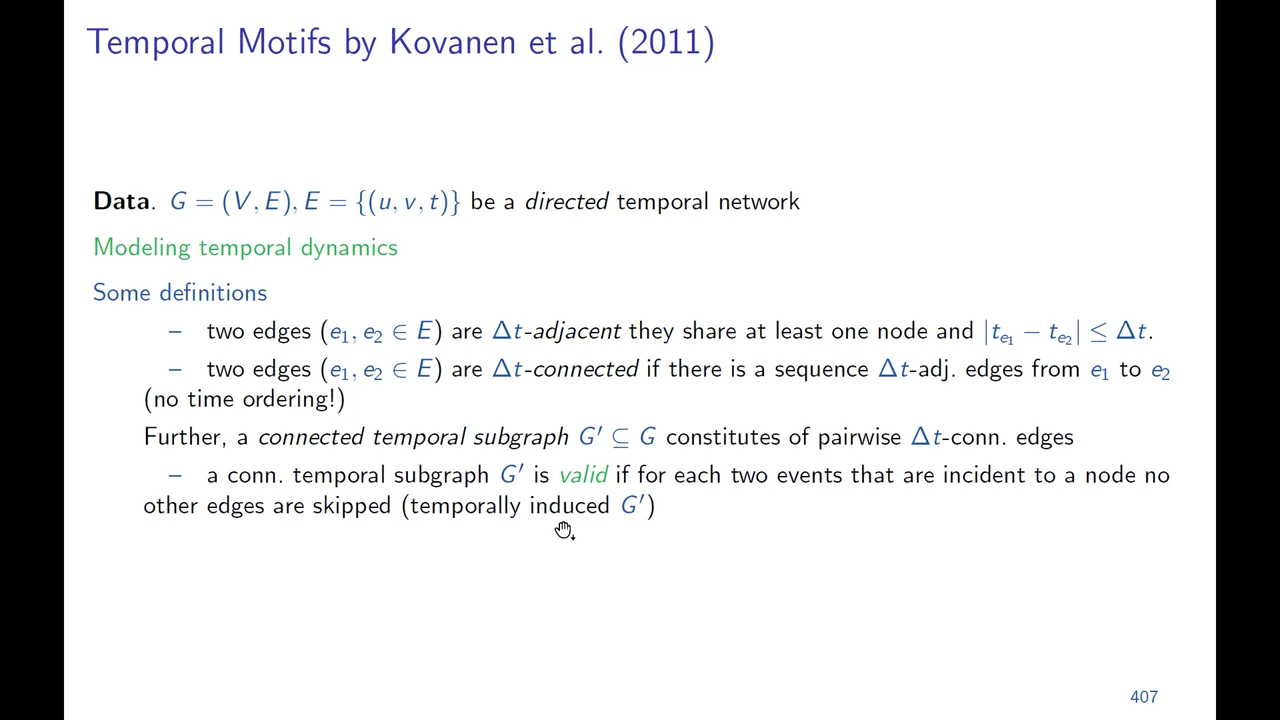 Temporal Motifs by Kovanen et al. (2011)
Data. G = (V, E), E = {(u, v, t)} be a directed temporal network
Modeling temporal dynamics
Some definitions
– two edges (e₁, e₂ ∈ E) are Δt-adjacent they share at least one node and |tₑ₁ − tₑ₂| ≤ Δt.
– two edges (e₁, e₂ ∈ E) are Δt-connected if there is a sequence Δt-adj. edges from e₁ to e₂
(no time ordering!)
Further, a connected temporal subgraph G′ ⊆ G constitutes of pairwise Δt-conn. edges
– a conn. temporal subgraph G′ is valid if for each two events that are incident to a node no
other edges are skipped (temporally induced G′)
407